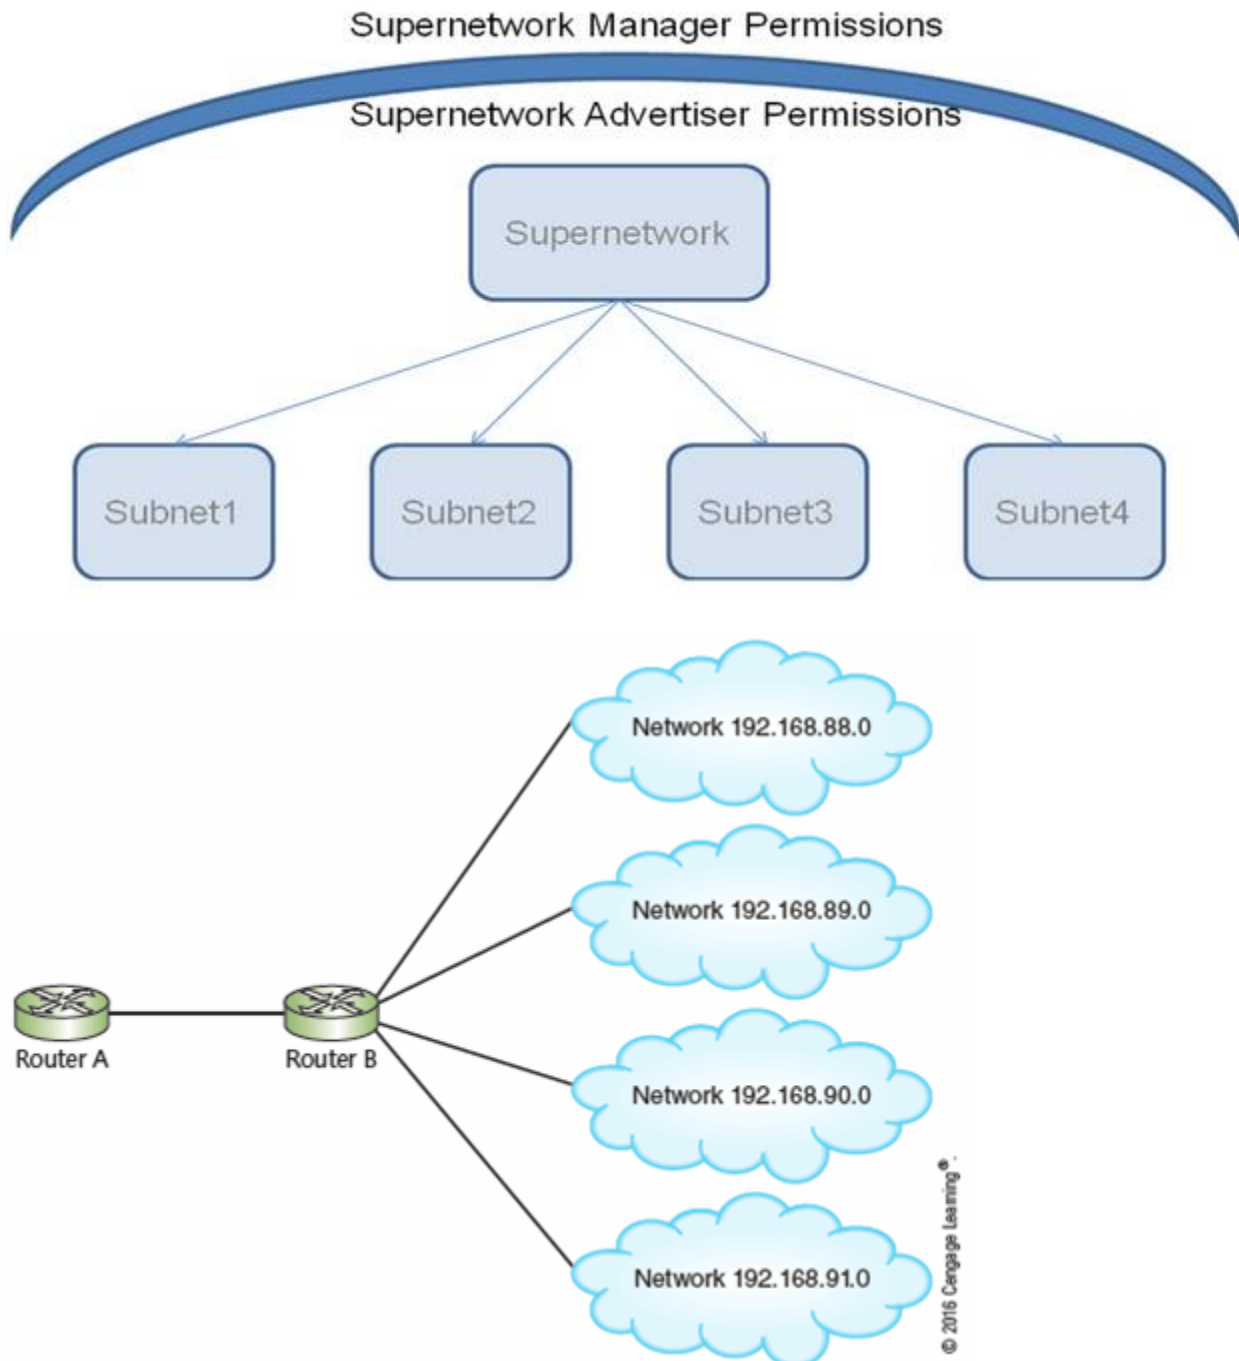 Supernetwork Manager Permissions
Supernetwork Advertiser Permissions
Supernetwork
Subnet1
Subnet2
Subnet3
Subnet4
Network 192.168.88.0
Network 192.168.89.0
Router A
Router B
Network 192.168.90.0
Network 192.168.91.0
© 2016 Cengage Learning®.